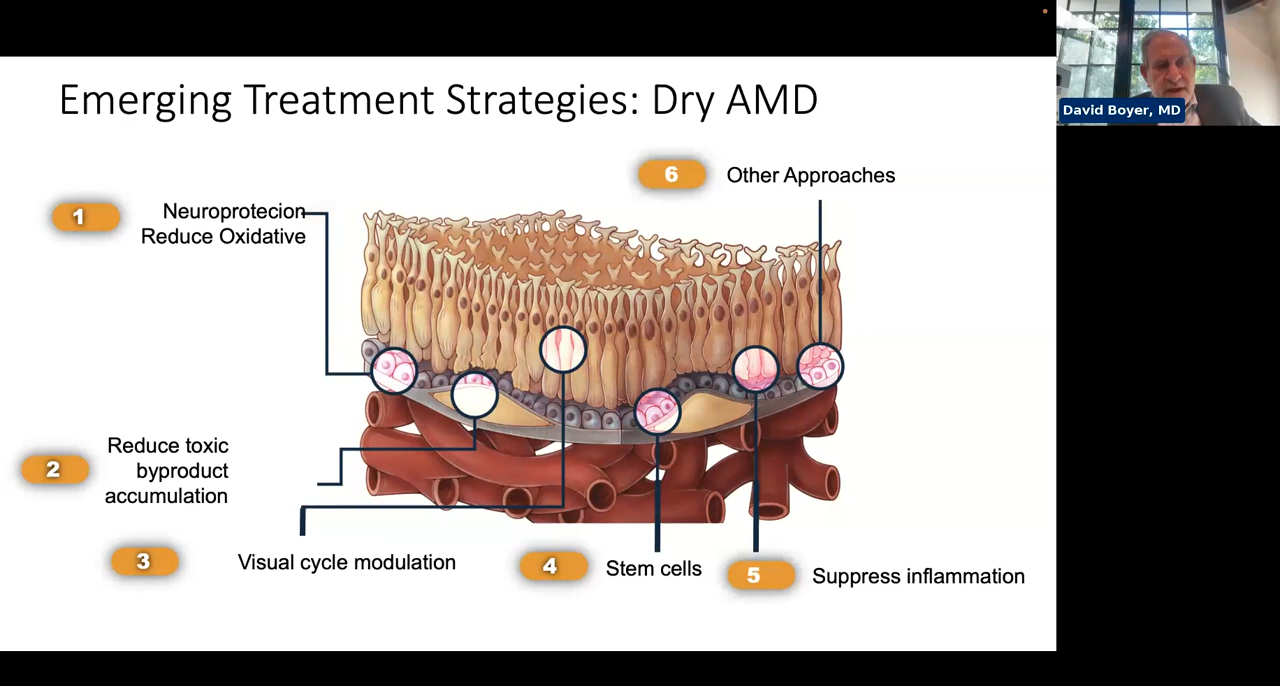 Emerging Treatment Strategies: Dry AMD
David Boyer, MD
6 Other Approaches
1 Neuroprotecion
Reduce Oxidative
2 Reduce toxic
byproduct
accumulation
3 Visual cycle modulation
4 Stem cells
5 Suppress inflammation